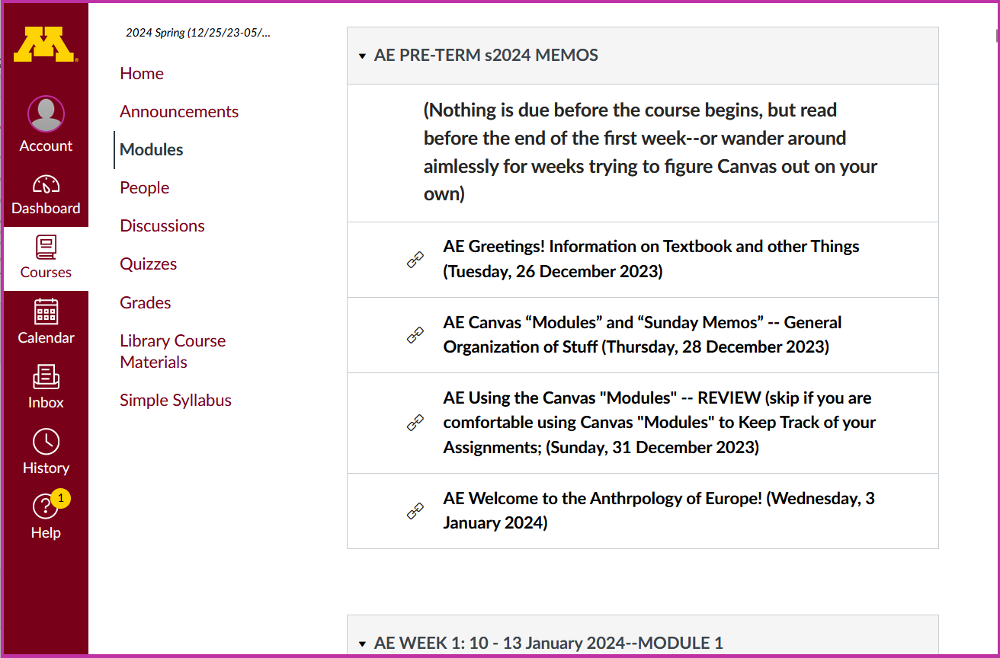 M
Account
Dashboard
Courses
Calendar
Inbox
History
1
Help
2024 Spring (12/25/23-05/...
Home
Announcements
Modules
People
Discussions
Quizzes
Grades
Library Course
Materials
Simple Syllabus
AE PRE-TERM s2024 MEMOS
(Nothing is due before the course begins, but read
before the end of the first week--or wander around
aimlessly for weeks trying to figure Canvas out on your
own)
AE Greetings! Information on Textbook and other Things
(Tuesday, 26 December 2023)
AE Canvas “Modules” and “Sunday Memos” -- General
Organization of Stuff (Thursday, 28 December 2023)
AE Using the Canvas "Modules" -- REVIEW (skip if you are
comfortable using Canvas "Modules" to Keep Track of your
Assignments; (Sunday, 31 December 2023)
AE Welcome to the Anthrpology of Europe! (Wednesday, 3
January 2024)
AE WEEK 1: 10 - 13 January 2024--MODULE 1